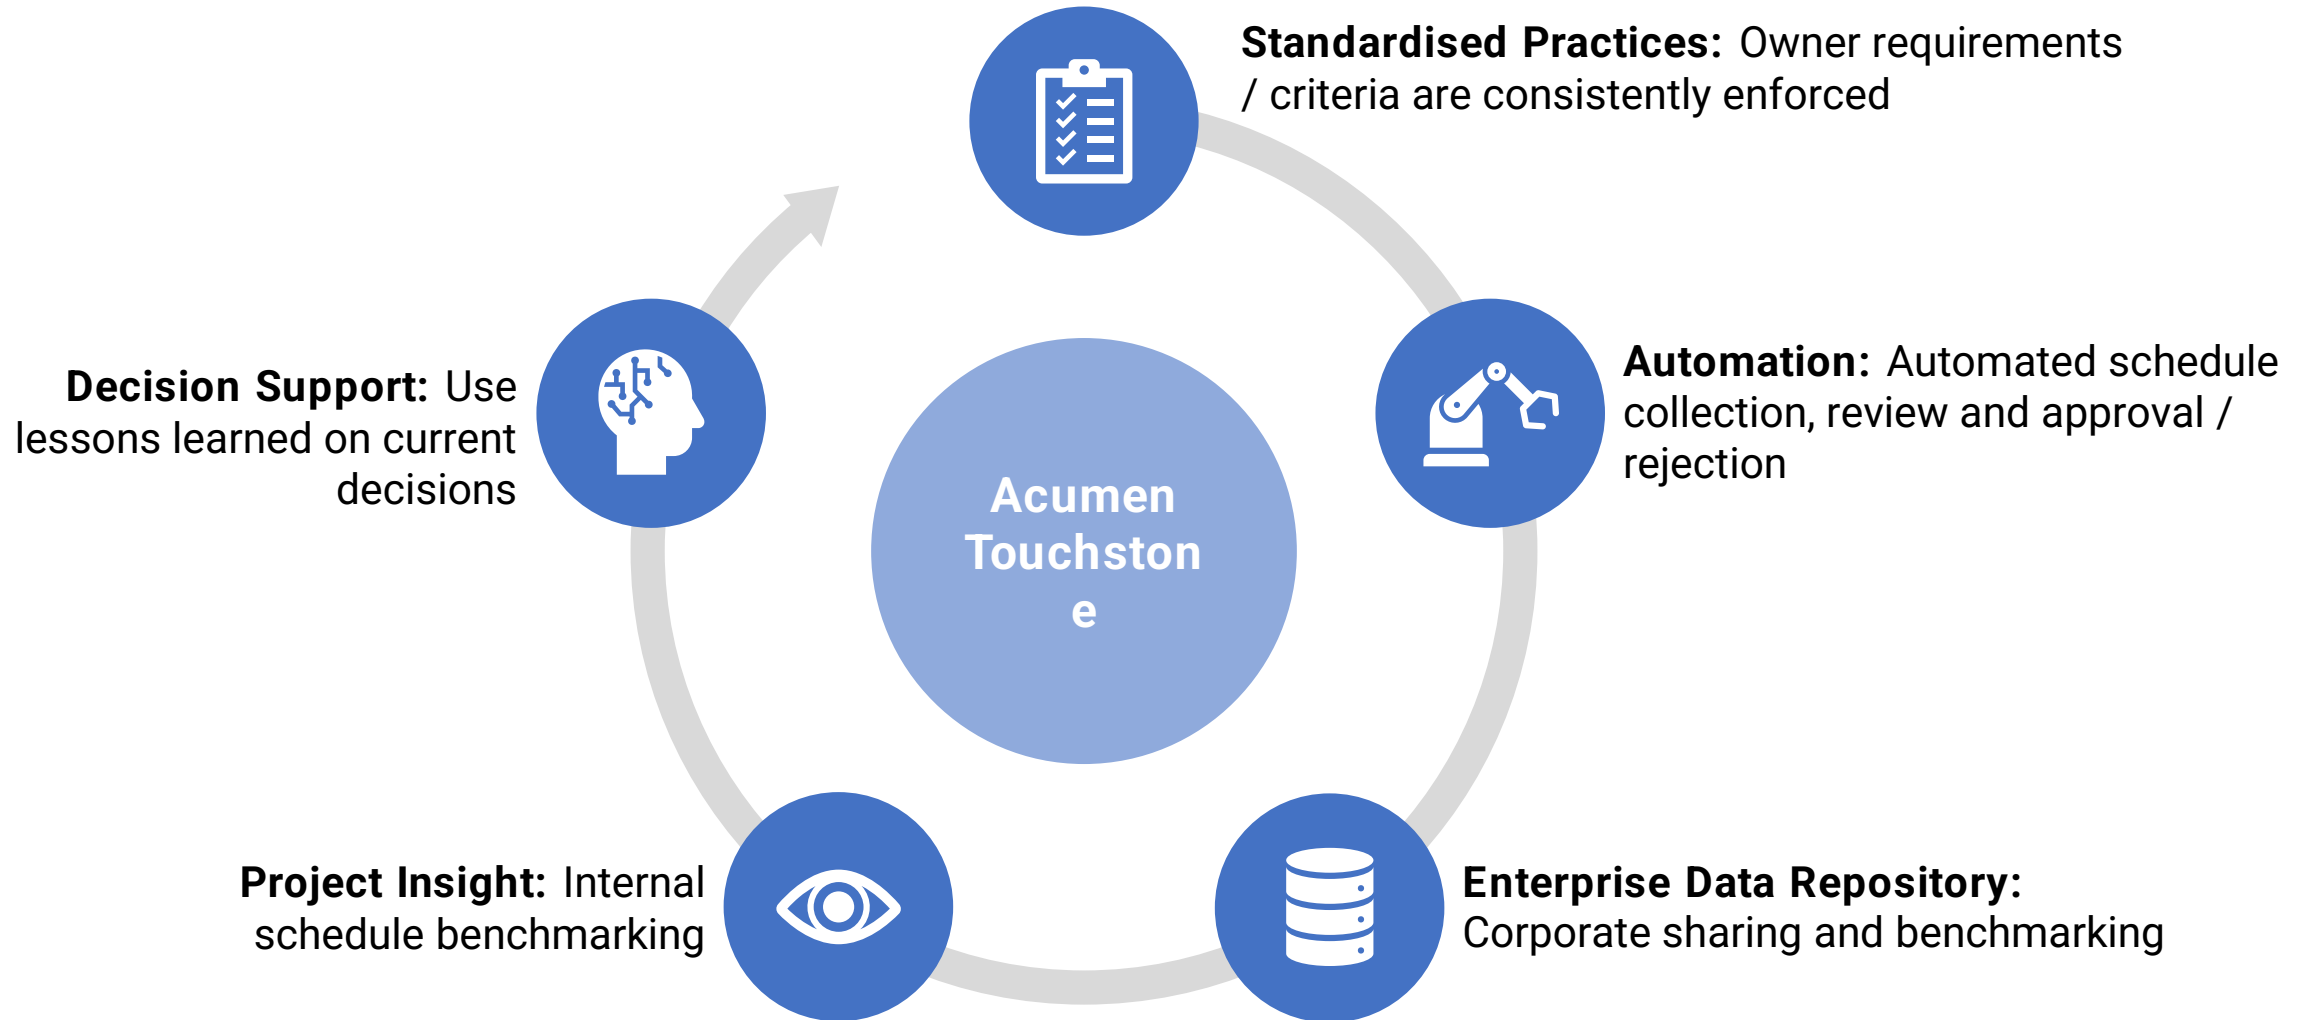 Standardised Practices: Owner requirements
/ criteria are consistently enforced
Automation: Automated schedule
collection, review and approval /
rejection
Enterprise Data Repository:
Corporate sharing and benchmarking
Project Insight: Internal
schedule benchmarking
Decision Support: Use
lessons learned on current
decisions
Acumen
Touchston
e